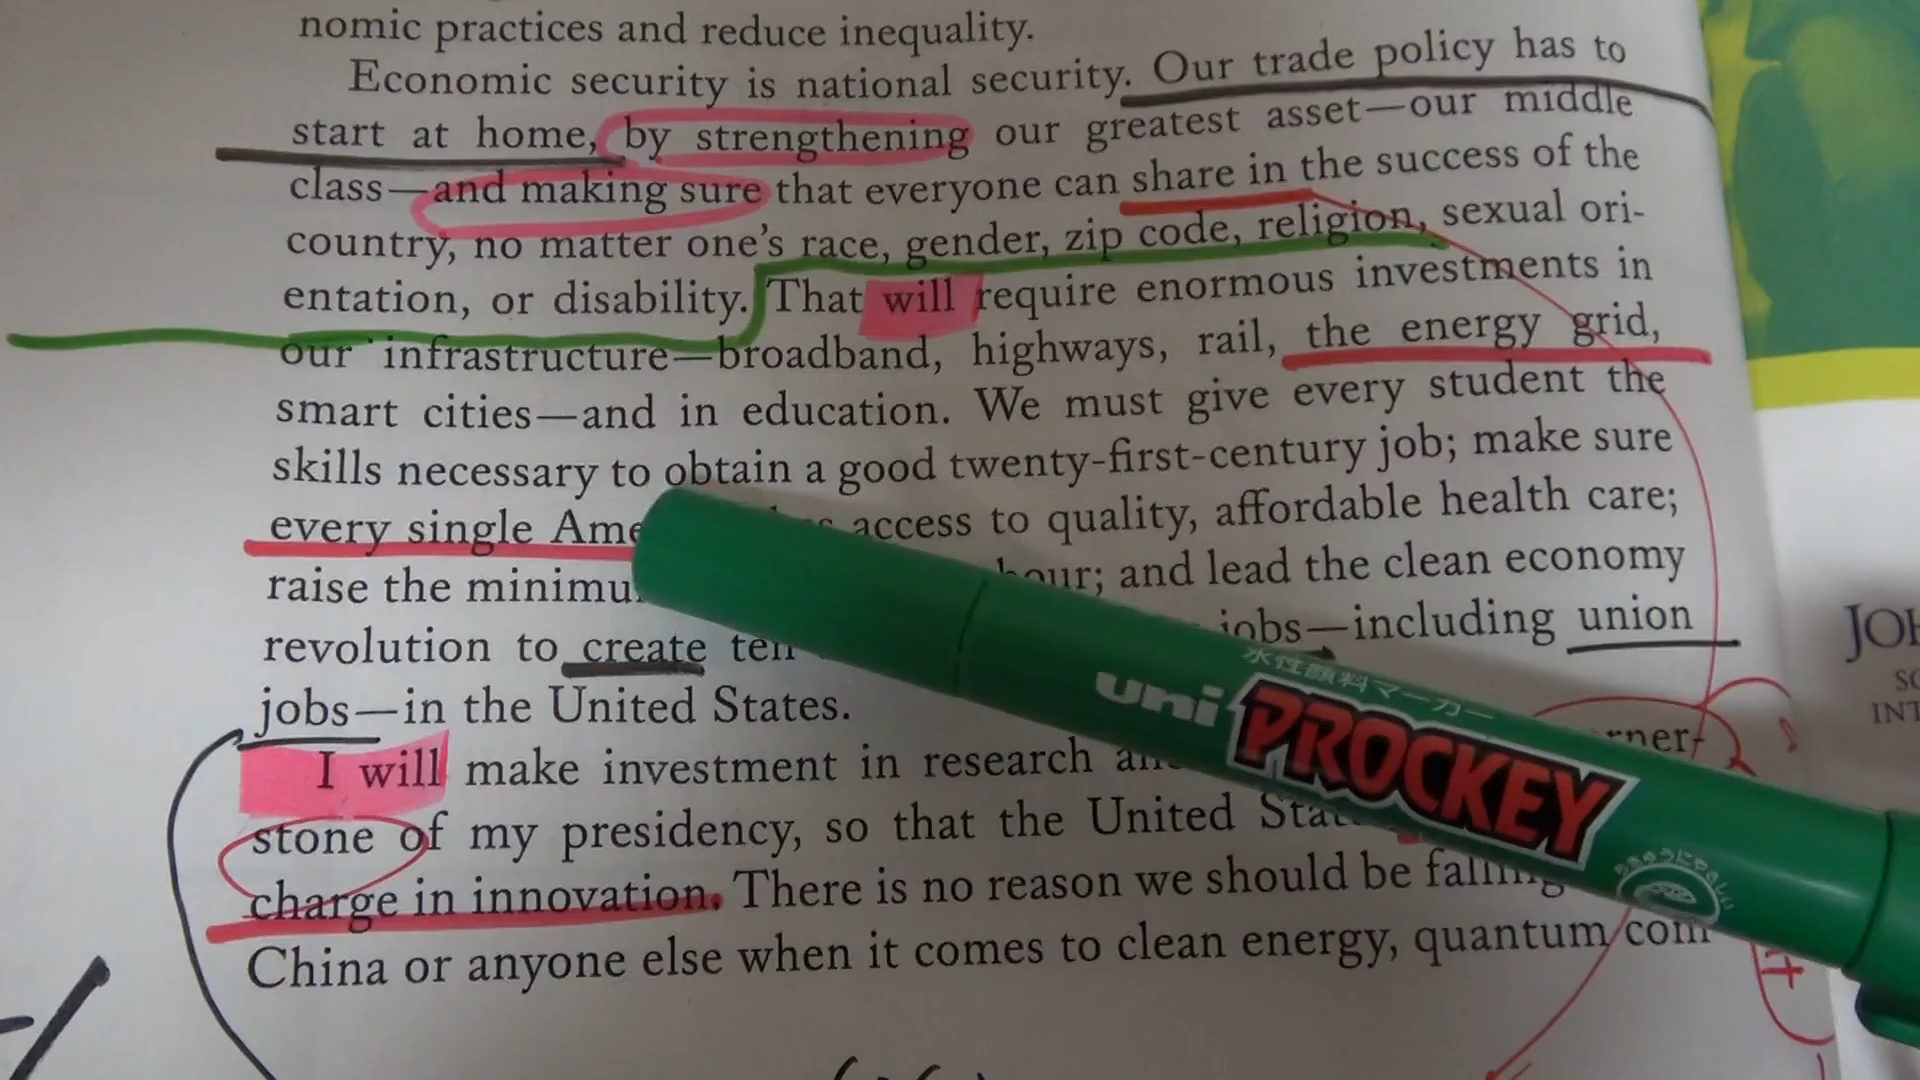 nomic practices and reduce inequality.
Economic security is national security. Our trade policy has to
start at home, by strengthening our greatest asset—our middle
class—and making sure that everyone can share in the success of the
country, no matter one's race, gender, zip code, religion, sexual ori-
entation, or disability. That will require enormous investments in
our infrastructure—broadband, highways, rail, the energy grid,
smart cities—and in education. We must give every student the
skills necessary to obtain a good twenty-first-century job; make sure
every single Ame access to quality, affordable health care;
raise the minimu hour; and lead the clean economy
revolution to create ten jobs—including union
jobs—in the United States.
I will make investment in research rner-
stone of my presidency, so that the United Stat
charge in innovation. There is no reason we should be falling
China or anyone else when it comes to clean energy, quantum com
水性顔料マーカー
uni PROCKEY
JOH
SC
INT